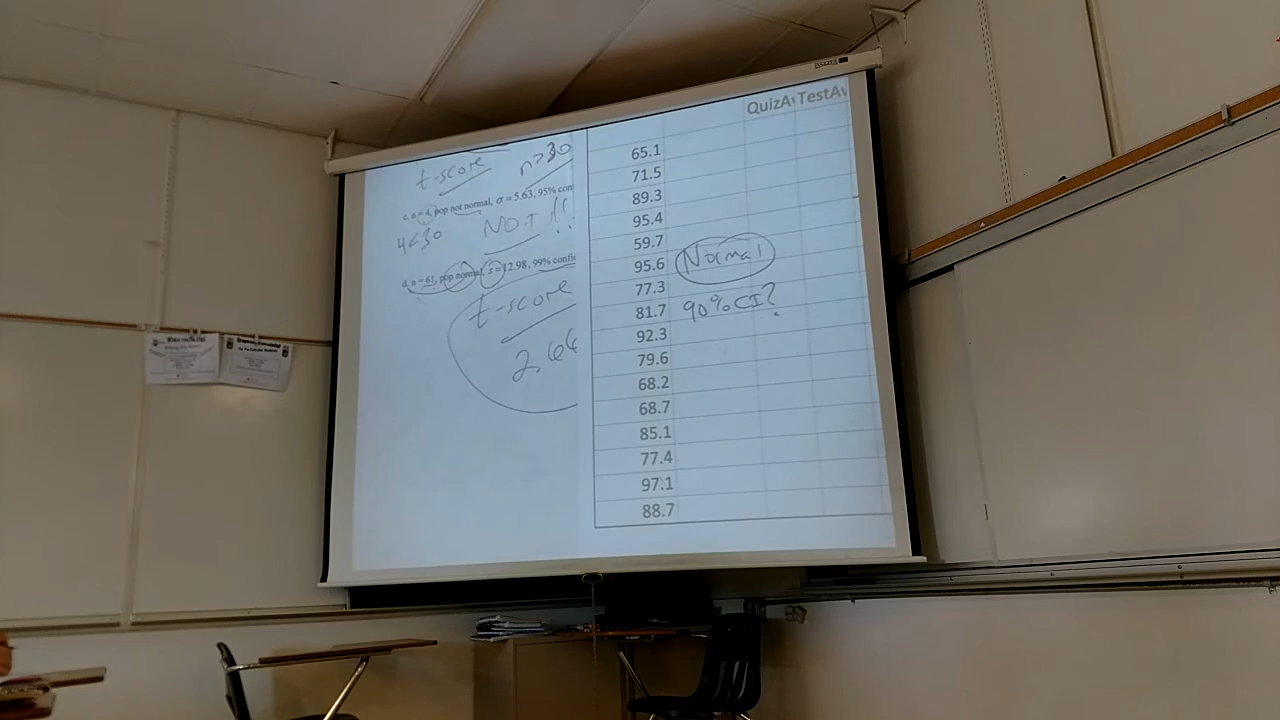 t-score n>30
c. n = 4, pop not normal, σ = 5.63, 95% con
4<30 NOT !!
d. n = 61, pop normal, s = 12.98, 99% confi
t-score
2.66
QuizAv TestAv
65.1
71.5
89.3
95.4
59.7
95.6 Normal
77.3
81.7 90% CI?
92.3
79.6
68.2
68.7
85.1
77.4
97.1
88.7